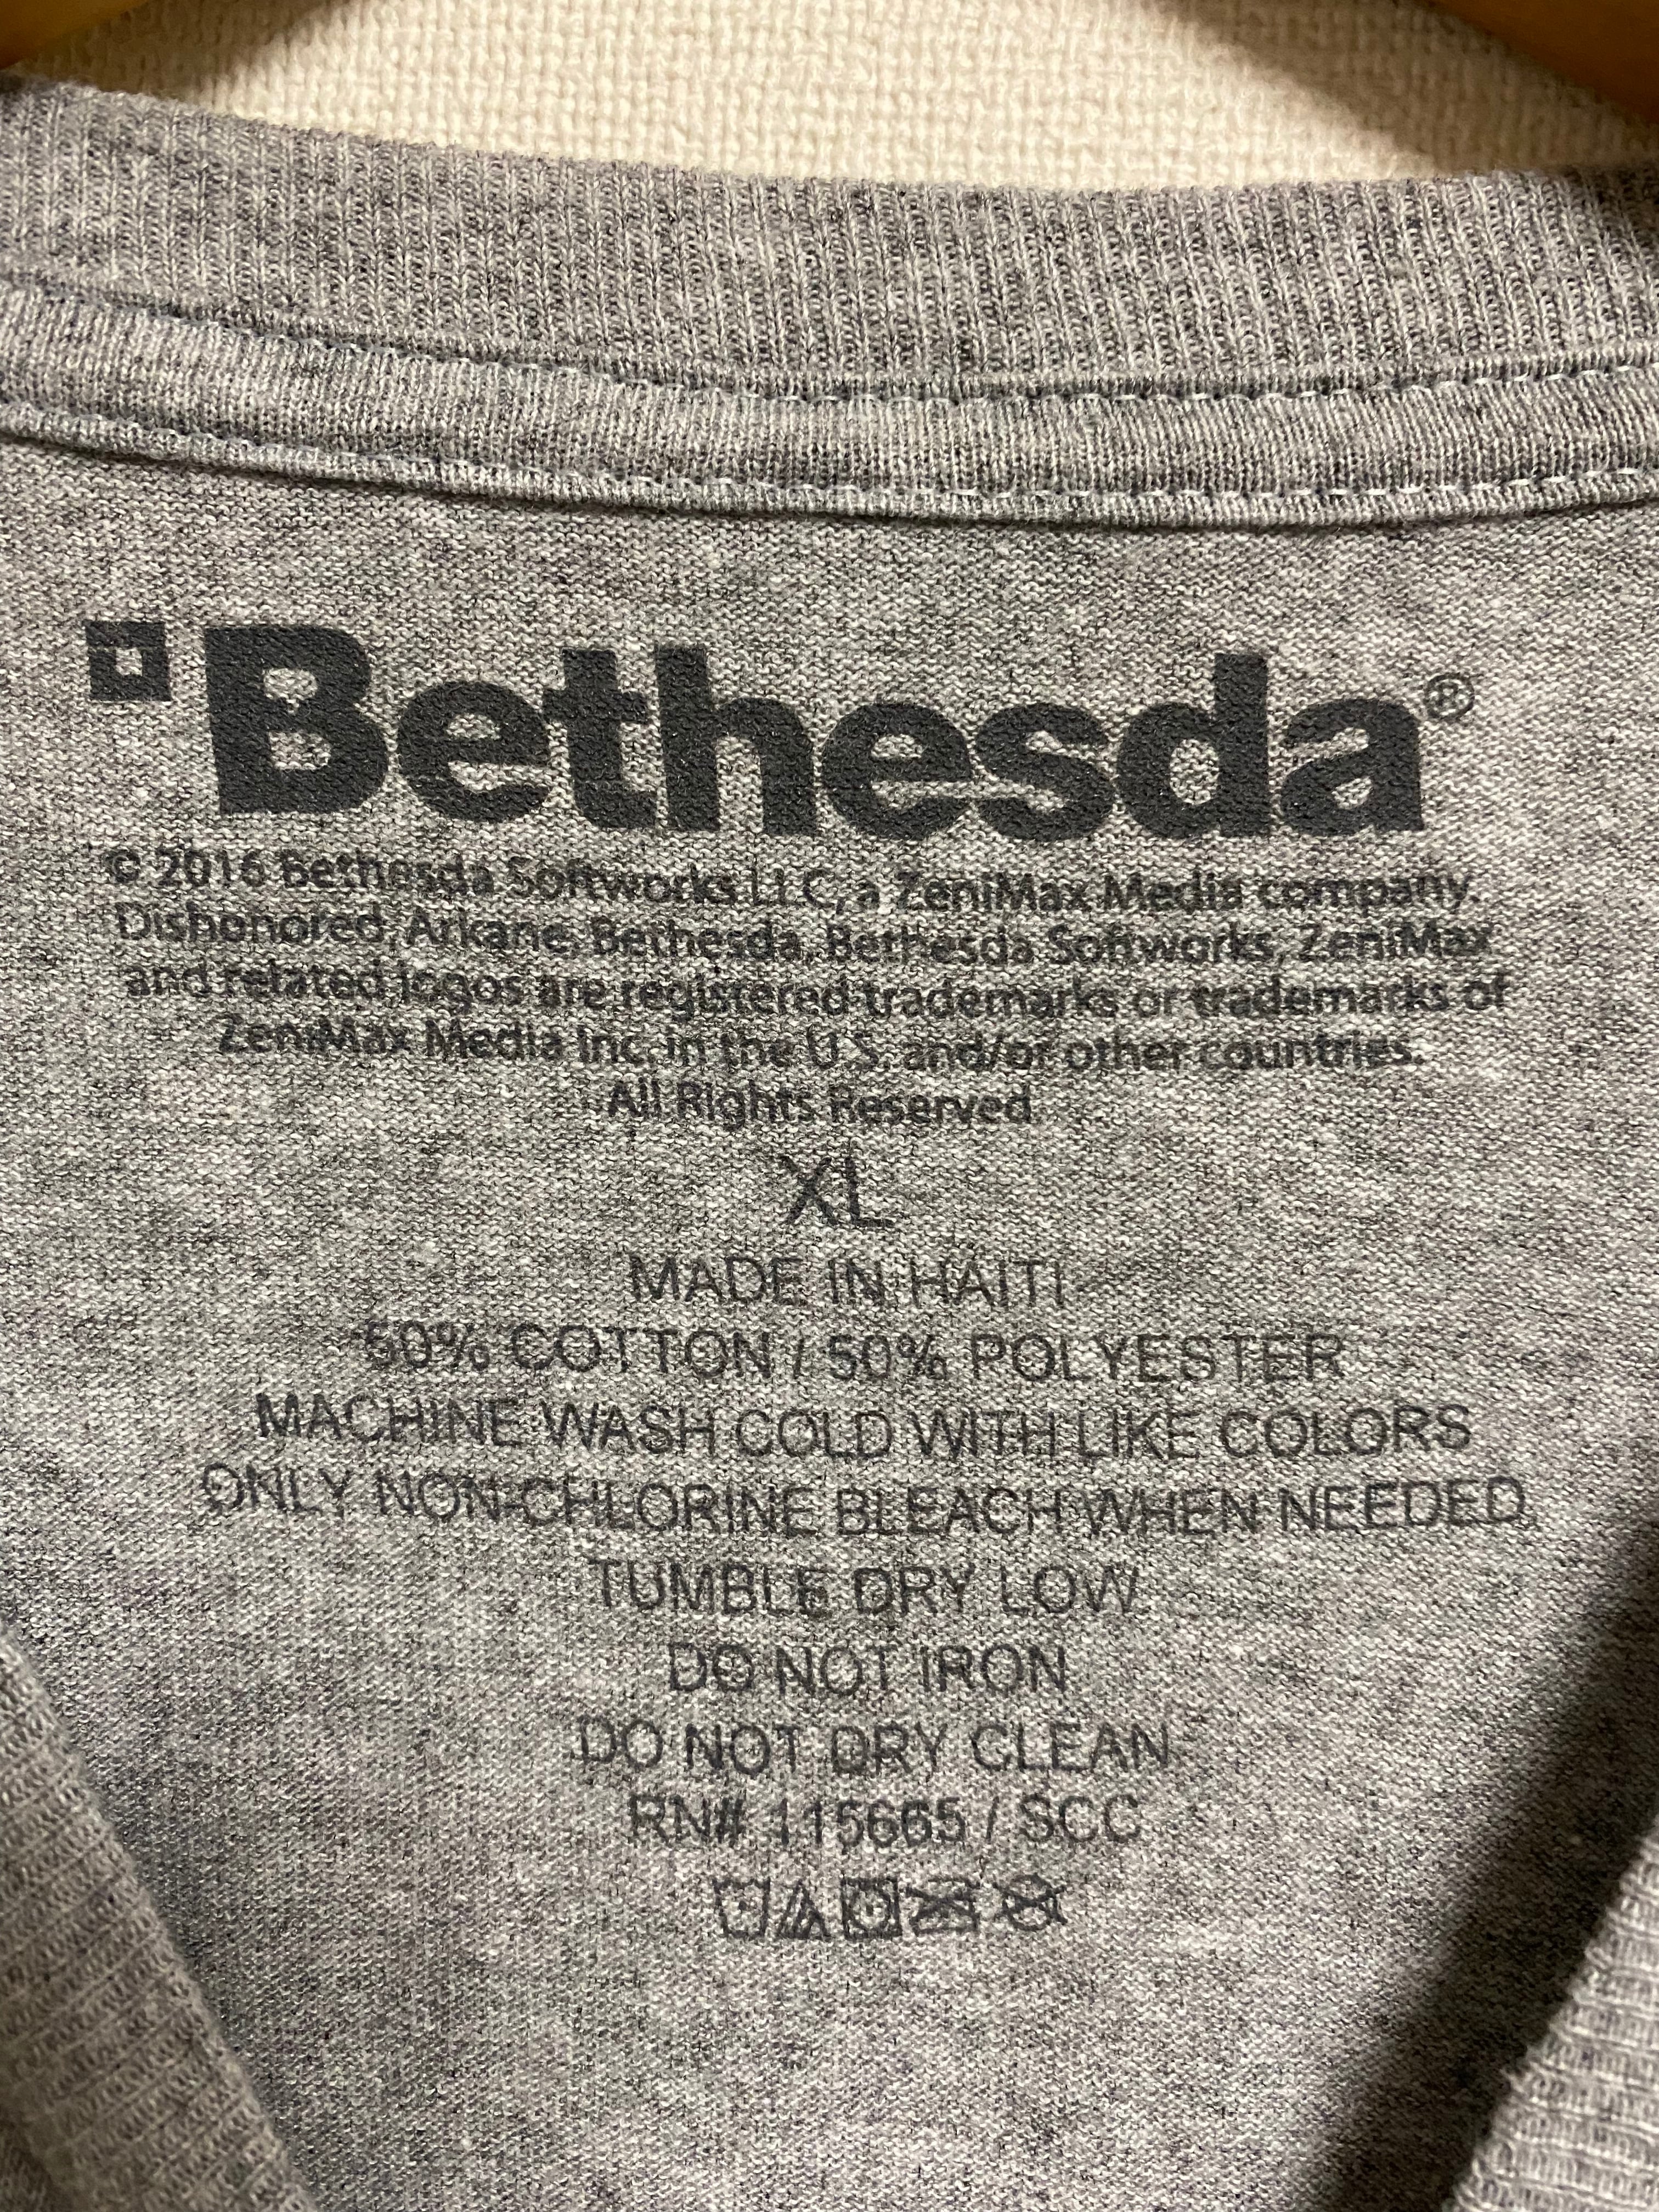 Bethesda®
© 2016 Bethesda Softworks LLC, a ZeniMax Media company.
Dishonored, Arkane, Bethesda, Bethesda Softworks, ZeniMax
and related logos are registered trademarks or trademarks of
ZeniMax Media Inc. in the U.S. and/or other countries.
All Rights Reserved
XL
MADE IN HAITI
50% COTTON / 50% POLYESTER
MACHINE WASH COLD WITH LIKE COLORS
ONLY NON-CHLORINE BLEACH WHEN NEEDED
TUMBLE DRY LOW
DO NOT IRON
DO NOT DRY CLEAN
RN# 115665 / SCC